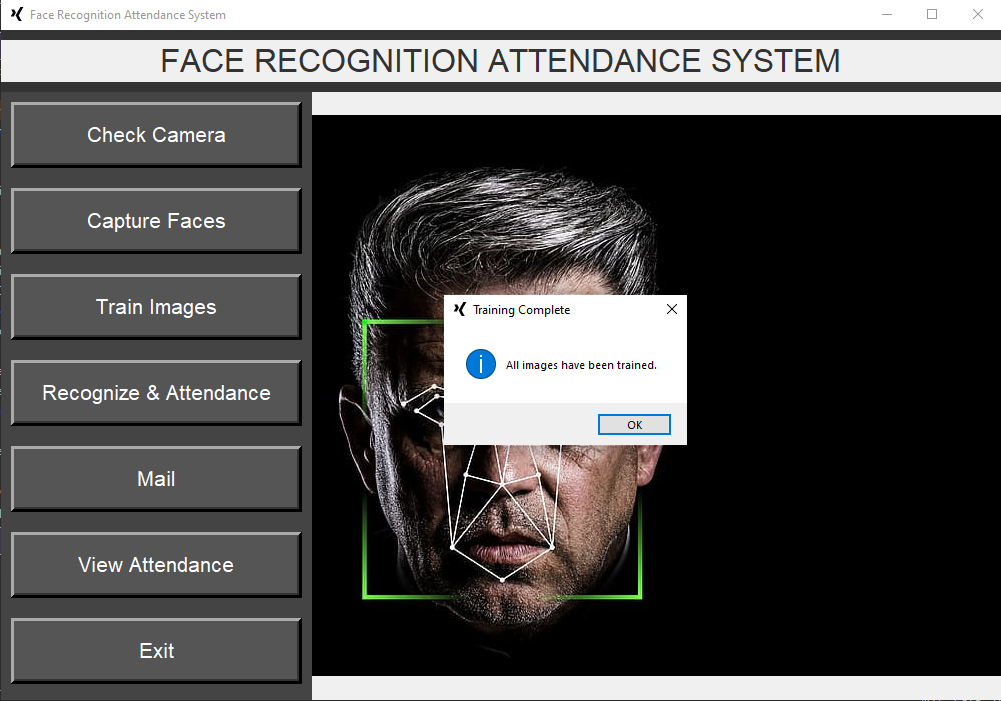 Face Recognition Attendance System
FACE RECOGNITION ATTENDANCE SYSTEM
Check Camera
Capture Faces
Train Images
Recognize & Attendance
Mail
View Attendance
Exit
Training Complete
All images have been trained.
OK